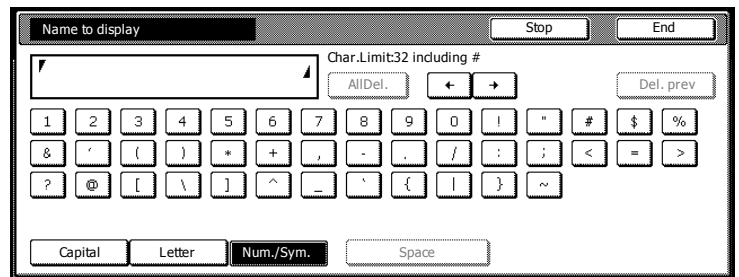 Name to display Stop End
Char.Limit:32 including #
AllDel. ← → Del. prev
1 2 3 4 5 6 7 8 9 0 ! " # $ %
& ´ ( ) * + , - . / : ; < = >
? @ [ \ ] ^ _ ` { | } ~
Capital Letter Num./Sym. Space